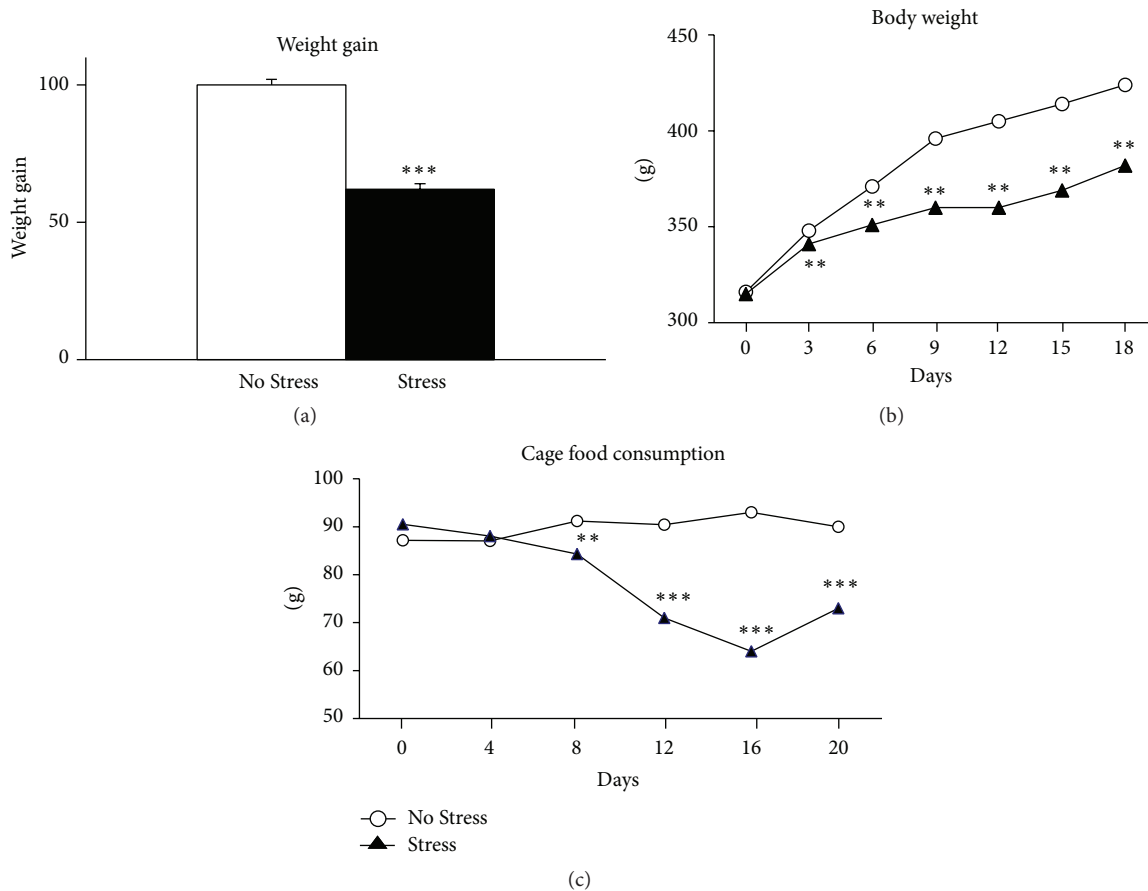 Weight gain
100
50
0
Weight gain
***
No Stress
Stress
(a)
Body weight
450
400
350
300
(g)
**
**
**
**
**
**
0 3 6 9 12 15 18
Days
(b)
Cage food consumption
100
90
80
70
60
50
(g)
**
***
***
***
0 4 8 12 16 20
Days
No Stress
Stress
(c)